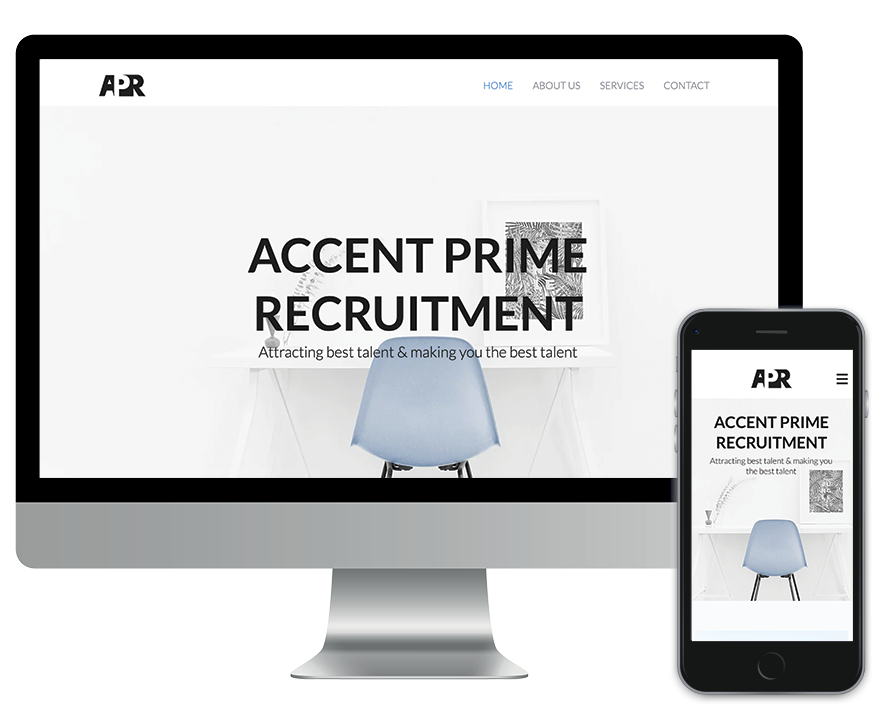 APR
HOME ABOUT US SERVICES CONTACT
ACCENT PRIME
RECRUITMENT
Attracting best talent & making you the best talent
APR
ACCENT PRIME
RECRUITMENT
Attracting best talent & making you
the best talent